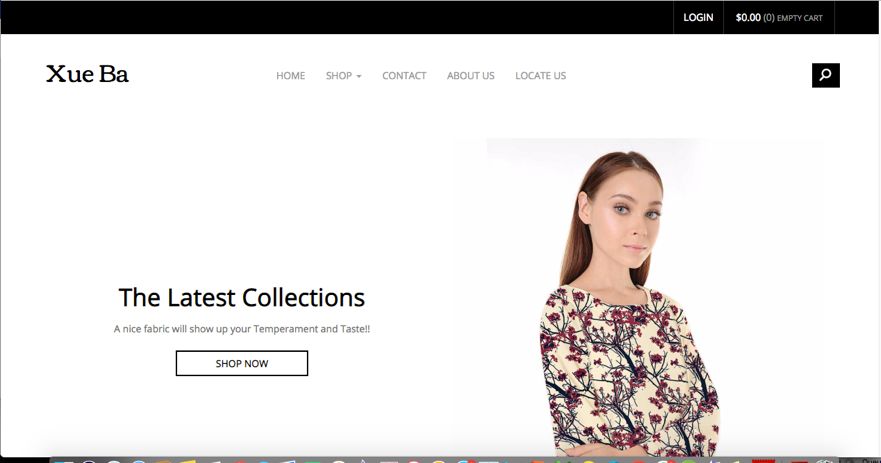 LOGIN $0.00 (0) EMPTY CART
Xue Ba HOME SHOP CONTACT ABOUT US LOCATE US
The Latest Collections
A nice fabric will show up your Temperament and Taste!!
SHOP NOW